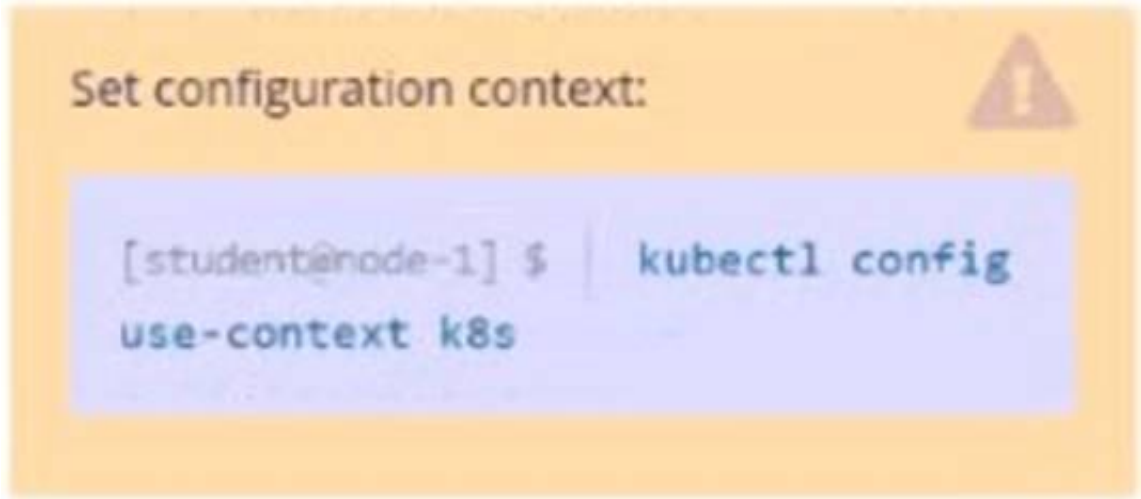 Set configuration context:
[student@node-1] $ | kubectl config
use-context k8s